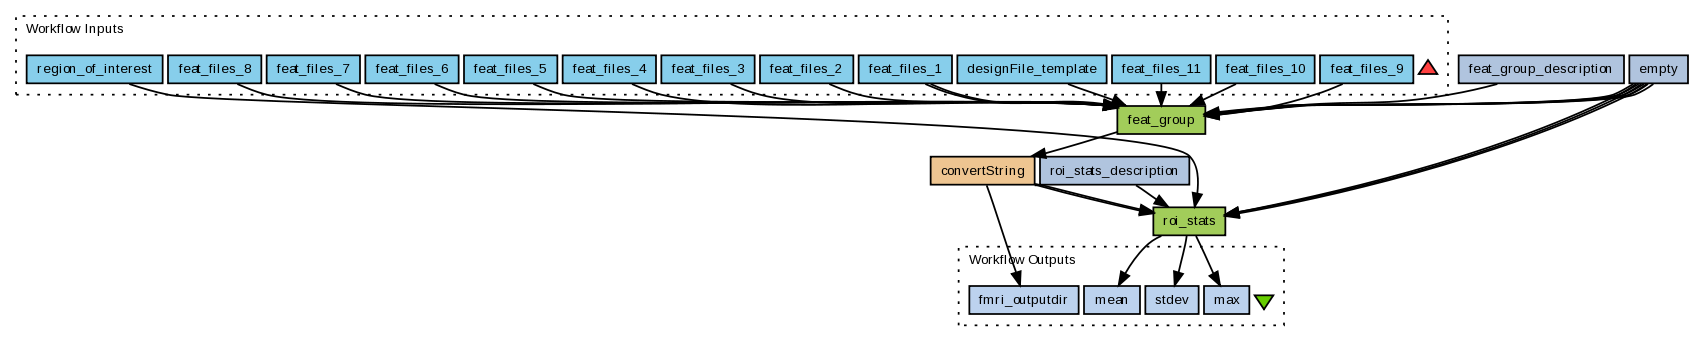 Workflow Inputs
region_of_interest feat_files_8 feat_files_7 feat_files_6 feat_files_5 feat_files_4 feat_files_3 feat_files_2 feat_files_1 designFile_template feat_files_11 feat_files_10 feat_files_9 feat_group_description empty
feat_group
convertString roi_stats_description
roi_stats
Workflow Outputs
fmri_outputdir mean stdev max